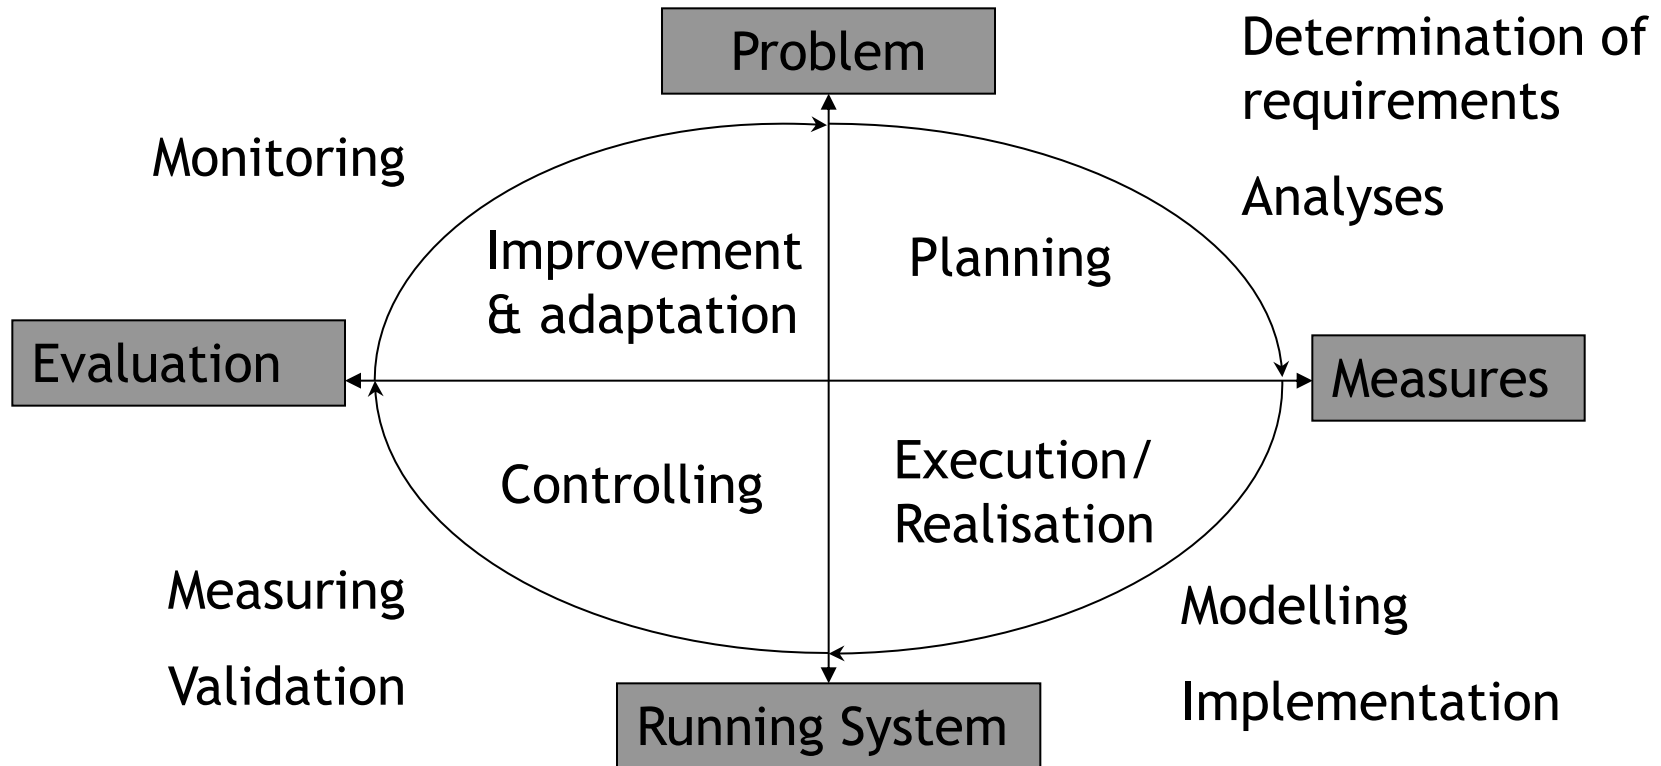 Problem
Determination of
requirements
Monitoring
Analyses
Improvement
& adaptation
Planning
Evaluation
Measures
Controlling
Execution/
Realisation
Measuring
Modelling
Validation
Implementation
Running System